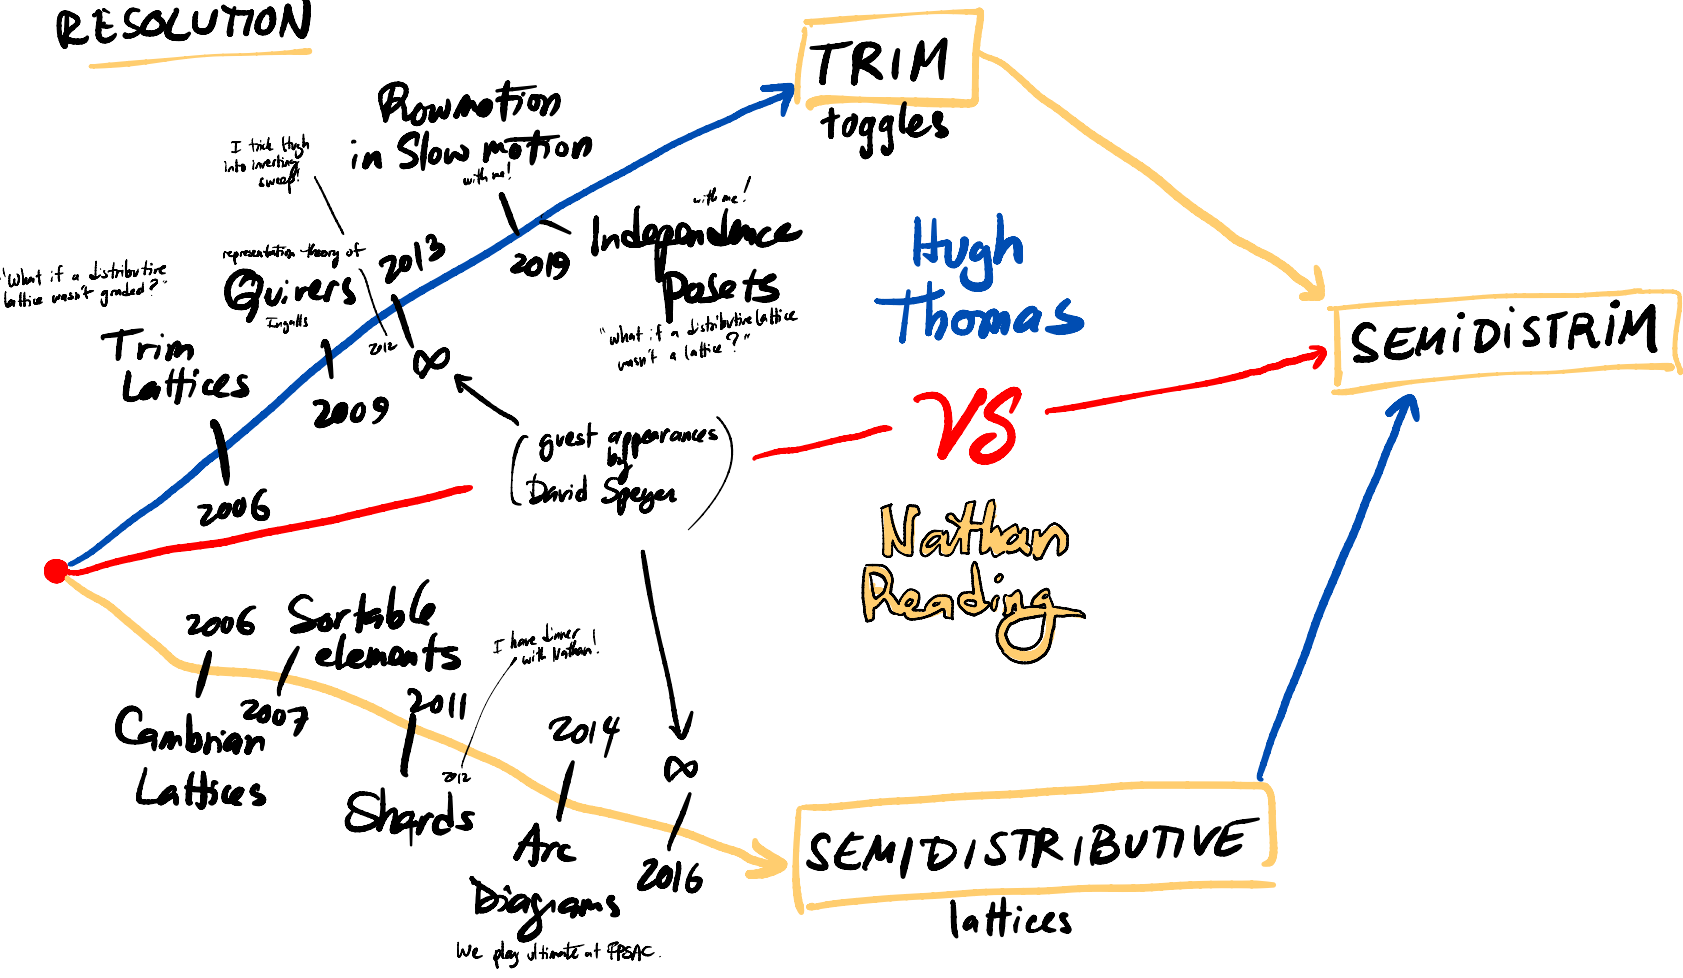 RESOLUTION
TRIM
toggles
Rowmotion
in Slow motion
with me!
I trick Hugh
into inverting
sweep!
with me!
Independence
Posets
"what if a distributive lattice
wasn't a lattice?"
2019
2013
representation theory of
Quivers
Ingalls
2012
∞
"What if a distributive
lattice wasn't graded?"
Trim
Lattices
2009
2006
Hugh
Thomas
VS
Nathan
Reading
SEMIDISTRIM
(guest appearances
by
David Speyer)
2006
Sortable
elements
2007
Cambrian
Lattices
I have dinner
with Nathan!
2011
2012
Shards
2014
Arc
Diagrams
We play ultimate at FPSAC.
∞
2016
SEMIDISTRIBUTIVE
lattices